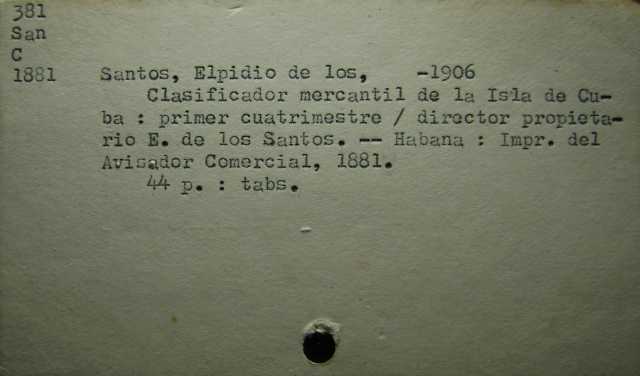 381
San
C
1881 Santos, Elpidio de los, -1906
Clasificador mercantil de la Isla de Cu-
ba : primer cuatrimestre / director propieta-
rio E. de los Santos. -- Habana : Impr. del
Avisador Comercial, 1881.
44 p. : tabs.